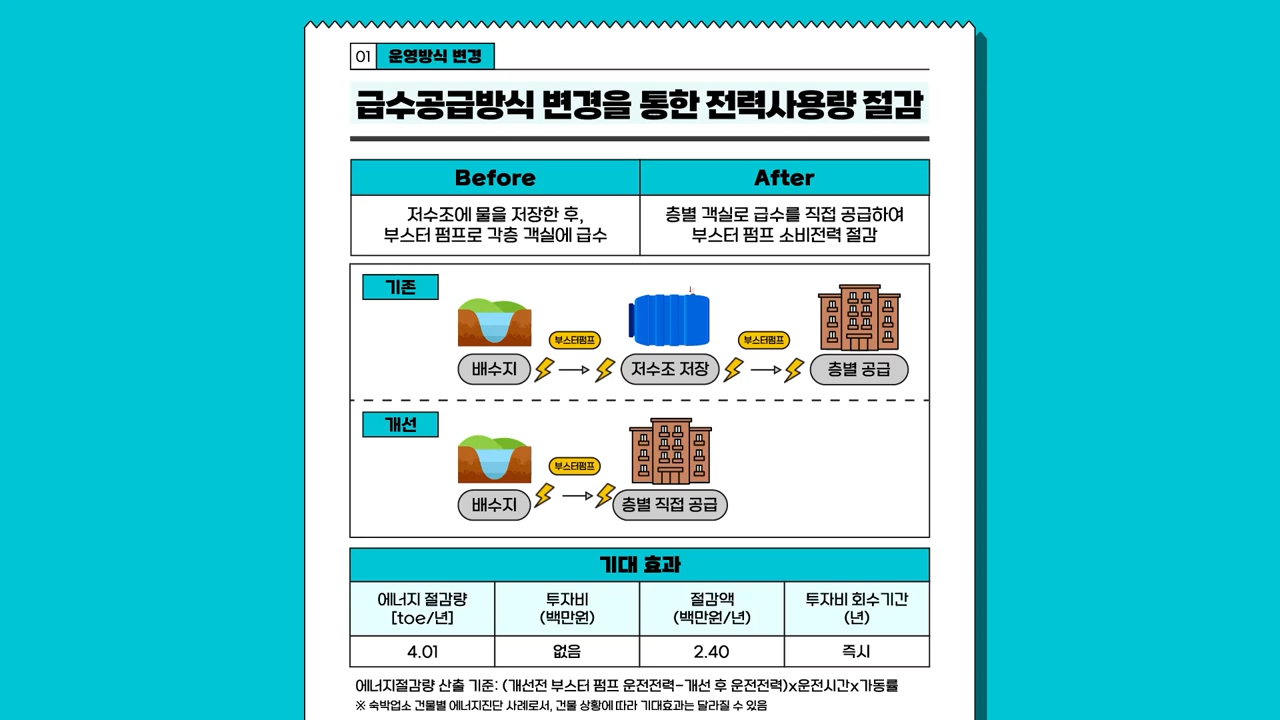 01 운영방식 변경
급수공급방식 변경을 통한 전력사용량 절감
Before
After
저수조에 물을 저장한 후,
부스터 펌프로 각층 객실에 급수
층별 객실로 급수를 직접 공급하여
부스터 펌프 소비전력 절감
기존
부스터펌프
부스터펌프
배수지
저수조 저장
층별 공급
개선
부스터펌프
배수지
층별 직접 공급
기대 효과
에너지 절감량
[toe/년]
투자비
(백만원)
절감액
(백만원/년)
투자비 회수기간
(년)
4.01
없음
2.40
즉시
에너지절감량 산출 기준: (개선전 부스터 펌프 운전전력-개선 후 운전전력)x운전시간x가동률
※ 숙박업소 건물별 에너지진단 사례로서, 건물 상황에 따라 기대효과는 달라질 수 있음